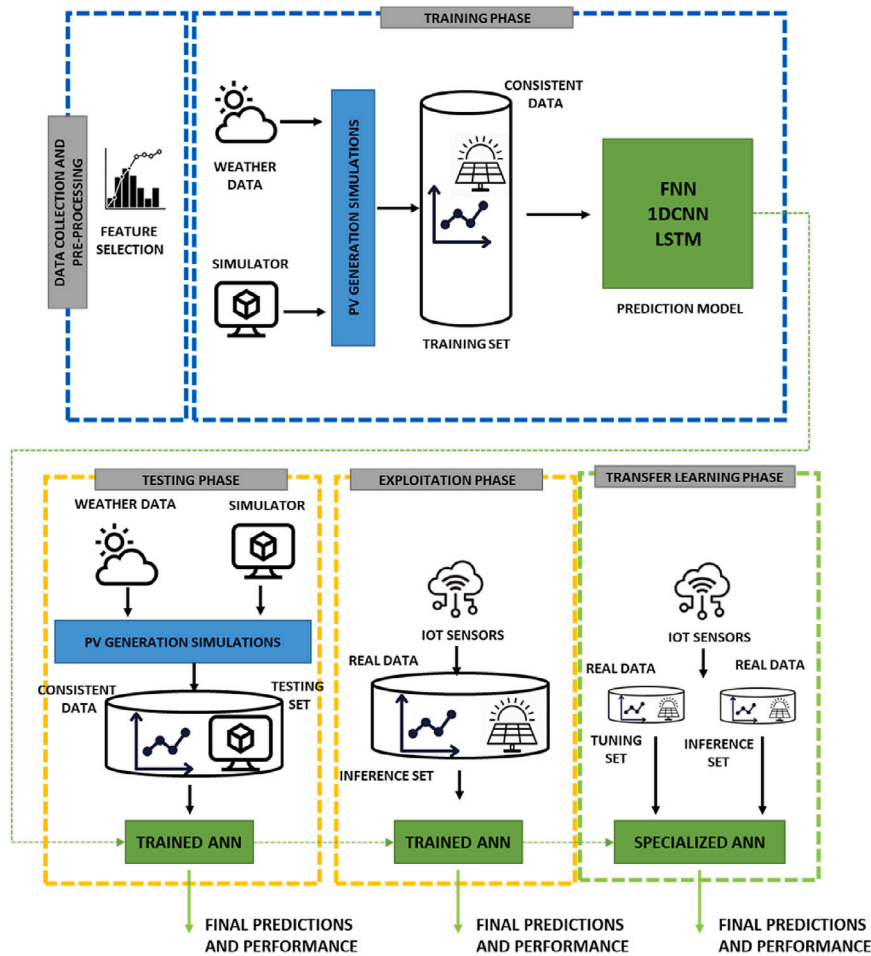 TRAINING PHASE
DATA COLLECTION AND
PRE-PROCESSING
FEATURE
SELECTION
WEATHER
DATA
SIMULATOR
PV GENERATION SIMULATIONS
CONSISTENT
DATA
TRAINING SET
FNN
1DCNN
LSTM
PREDICTION MODEL
TESTING PHASE
WEATHER DATA
SIMULATOR
PV GENERATION SIMULATIONS
CONSISTENT
DATA
TESTING
SET
TRAINED ANN
FINAL PREDICTIONS
AND PERFORMANCE
EXPLOITATION PHASE
IOT SENSORS
REAL DATA
INFERENCE SET
TRAINED ANN
FINAL PREDICTIONS
AND PERFORMANCE
TRANSFER LEARNING PHASE
IOT SENSORS
REAL DATA
REAL DATA
TUNING
SET
INFERENCE
SET
SPECIALIZED ANN
FINAL PREDICTIONS
AND PERFORMANCE